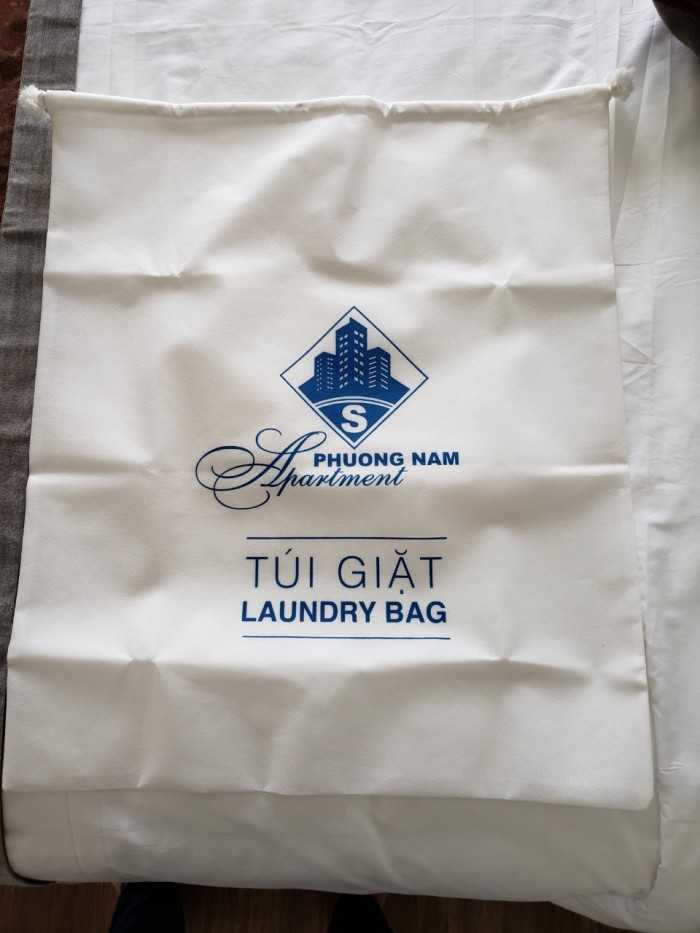 S
PHUONG NAM
Apartment
TÚI GIẶT
LAUNDRY BAG